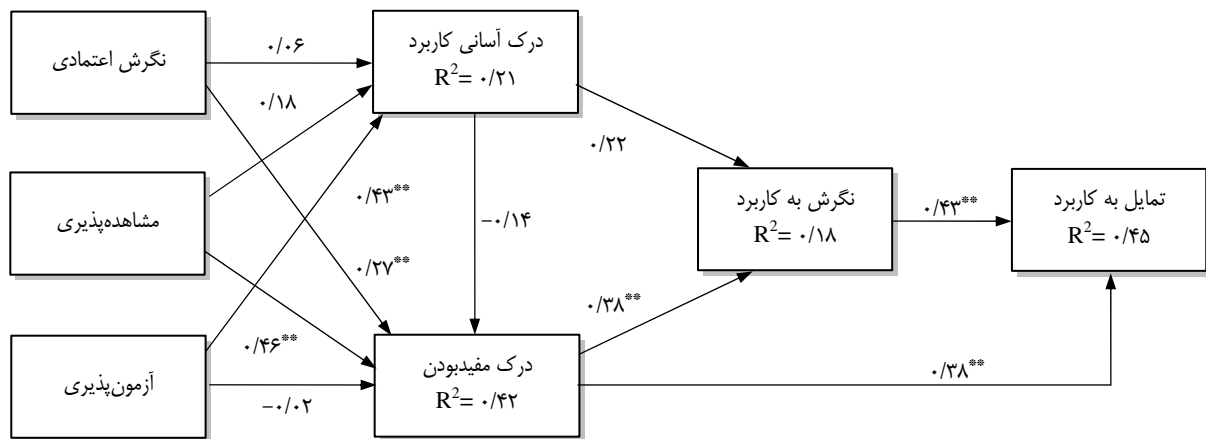 نگرش اعتمادی
۰/۰۶
درک آسانی کاربرد
R²= ۰/۲۱
۰/۱۸
۰/۲۲
مشاهده‌پذیری
۰/۴۳**
−۰/۱۴
نگرش به کاربرد
R²= ۰/۱۸
۰/۴۳**
تمایل به کاربرد
R²= ۰/۴۵
۰/۲۷**
۰/۳۸**
آزمون‌پذیری
۰/۴۶**
−۰/۰۲
درک مفیدبودن
R²= ۰/۴۲
۰/۳۸**